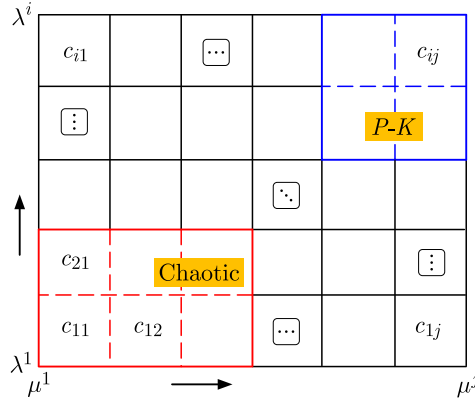 λ^i
c_{i1} ⋯ c_{ij}
⋮ P-K
⋱
c_{21} Chaotic ⋮
c_{11} c_{12} ⋯ c_{1j}
λ^1
μ^1